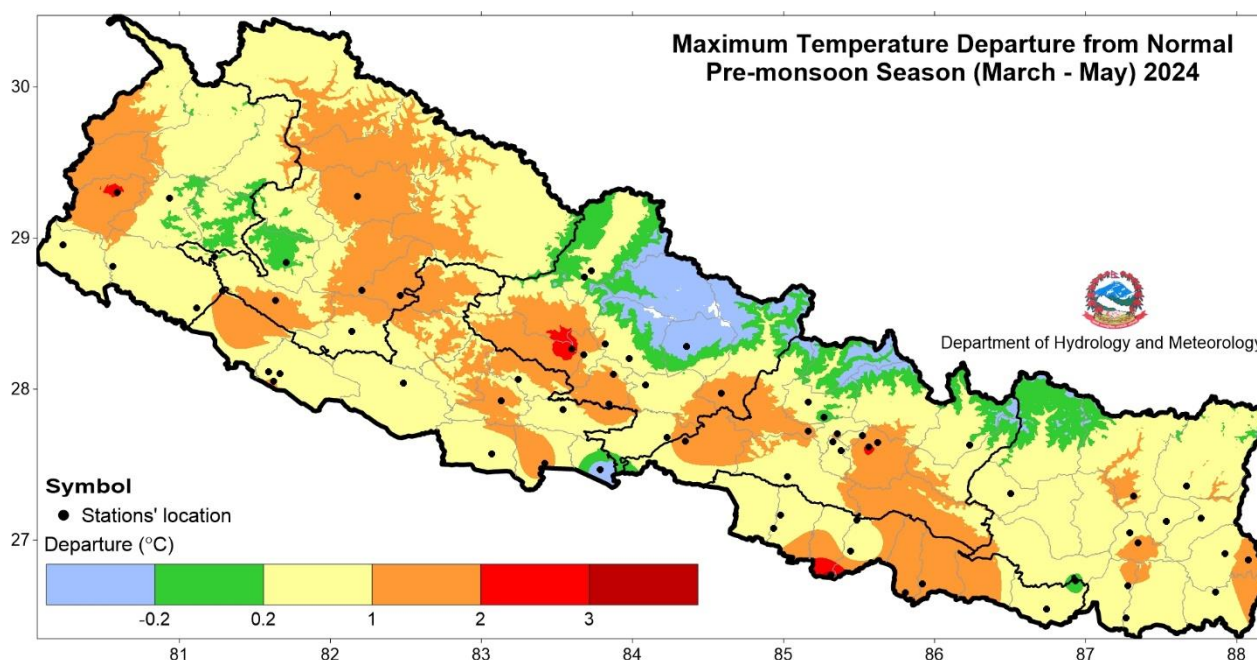 Maximum Temperature Departure from Normal
Pre-monsoon Season (March - May) 2024
30
29
28
27
Department of Hydrology and Meteorology
Symbol
Stations' location
Departure (°C)
-0.2 0.2 1 2 3
81 82 83 84 85 86 87 88